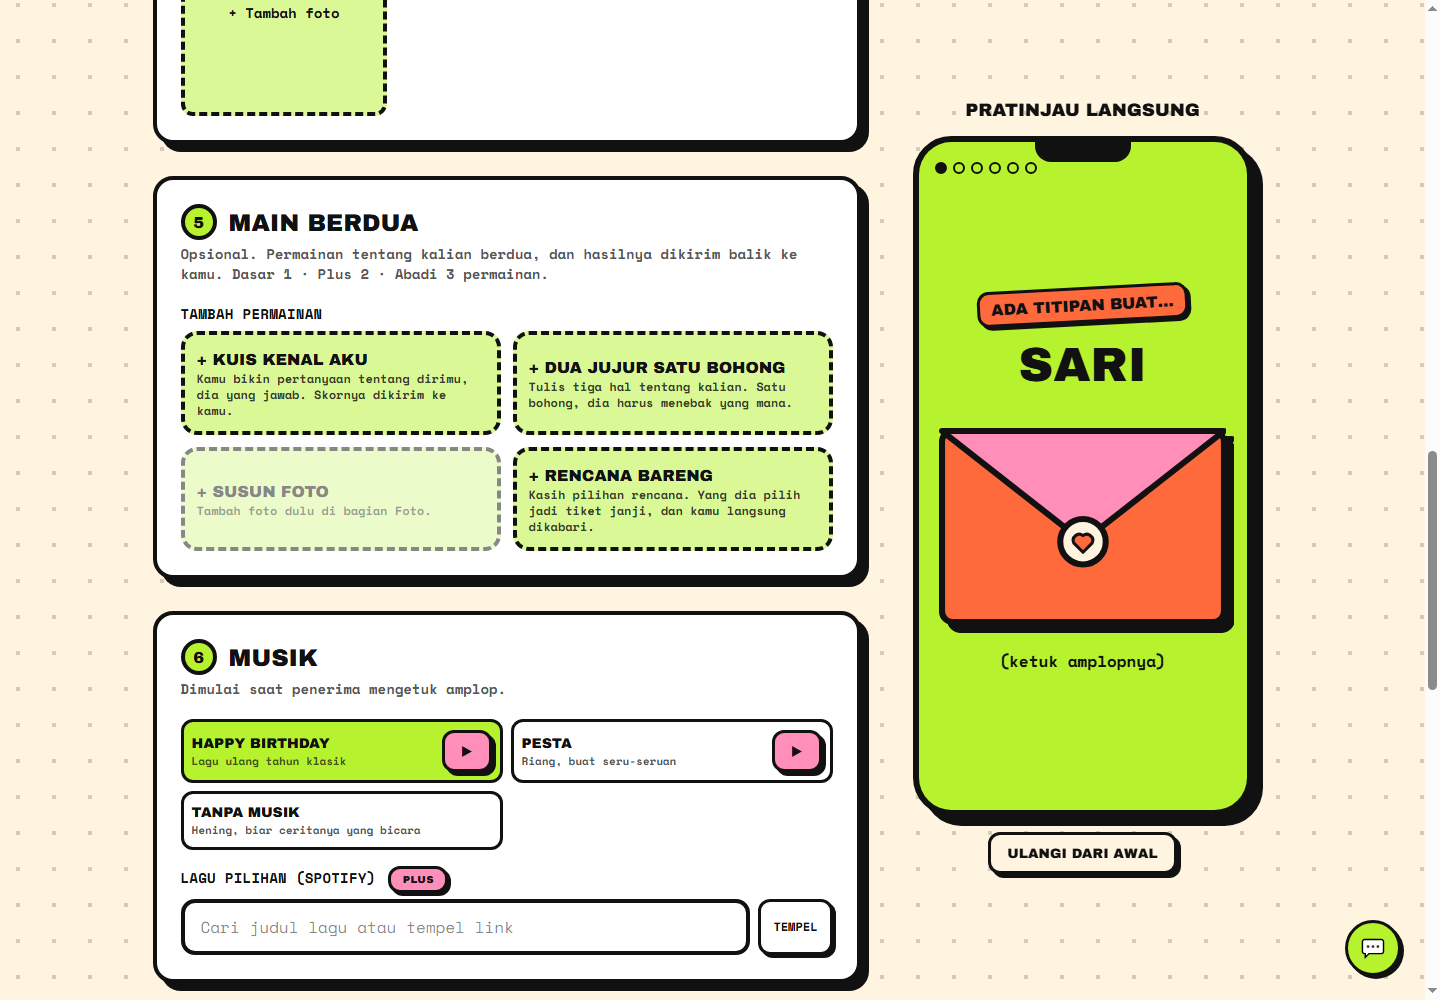 + Tambah foto
5
MAIN BERDUA
Opsional. Permainan tentang kalian berdua, dan hasilnya dikirim balik ke
kamu. Dasar 1 · Plus 2 · Abadi 3 permainan.
TAMBAH PERMAINAN
+ KUIS KENAL AKU
Kamu bikin pertanyaan tentang dirimu,
dia yang jawab. Skornya dikirim ke
kamu.
+ DUA JUJUR SATU BOHONG
Tulis tiga hal tentang kalian. Satu
bohong, dia harus menebak yang mana.
+ SUSUN FOTO
Tambah foto dulu di bagian Foto.
+ RENCANA BARENG
Kasih pilihan rencana. Yang dia pilih
jadi tiket janji, dan kamu langsung
dikabari.
6
MUSIK
Dimulai saat penerima mengetuk amplop.
HAPPY BIRTHDAY
Lagu ulang tahun klasik
PESTA
Riang, buat seru-seruan
TANPA MUSIK
Hening, biar ceritanya yang bicara
LAGU PILIHAN (SPOTIFY)
PLUS
Cari judul lagu atau tempel link
TEMPEL
PRATINJAU LANGSUNG
ADA TITIPAN BUAT...
SARI
(ketuk amplopnya)
ULANGI DARI AWAL